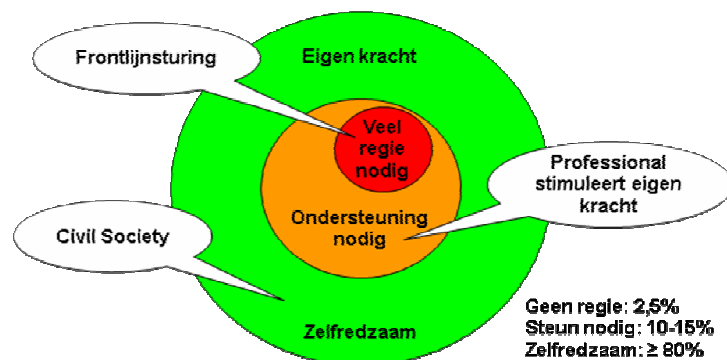 Frontlijnsturing
Eigen kracht
Veel
regie
nodig
Professional
stimuleert eigen
kracht
Ondersteuning
nodig
Civil Society
Zelfredzaam
Geen regie: 2,5%
Steun nodig: 10-15%
Zelfredzaam: ≥ 80%